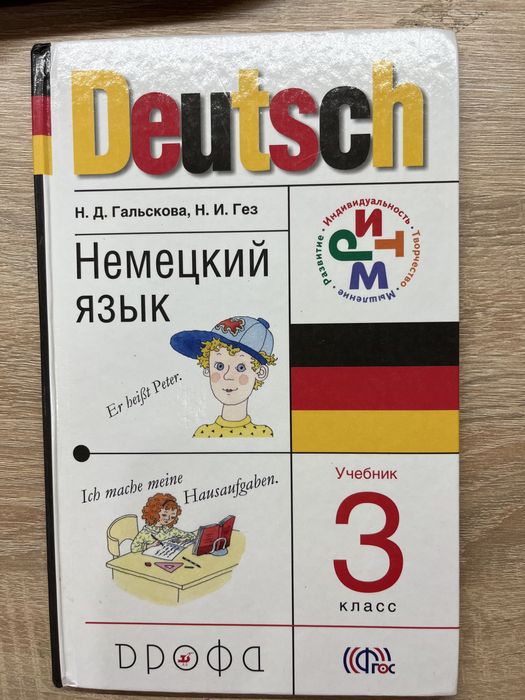 Deutsch
Н. Д. Гальскова, Н. И. Гез
Развитие · Индивидуальность · Творчество · Мышление ·
РИТМ
Немецкий
язык
Er heißt Peter.
Ich mache meine
Hausaufgaben.
Учебник
3
класс
ДРОФА
ФГОС